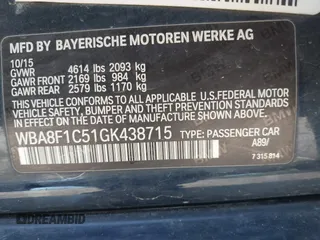 MFD BY BAYERISCHE MOTOREN WERKE AG
10/15
GVWR 4614 lbs 2093 kg
GAWR FRONT 2169 lbs 984 kg
GAWR REAR 2579 lbs 1170 kg
THIS VEHICLE CONFORMS TO ALL APPLICABLE U.S. FEDERAL MOTOR
VEHICLE SAFETY, BUMPER, AND THEFT PREVENTION STANDARDS IN
EFFECT ON THE DATE OF MANUFACTURE SHOWN ABOVE.
WBA8F1C51GK438715 TYPE: PASSENGER CAR
A89/
7 315 814
DREAMBID